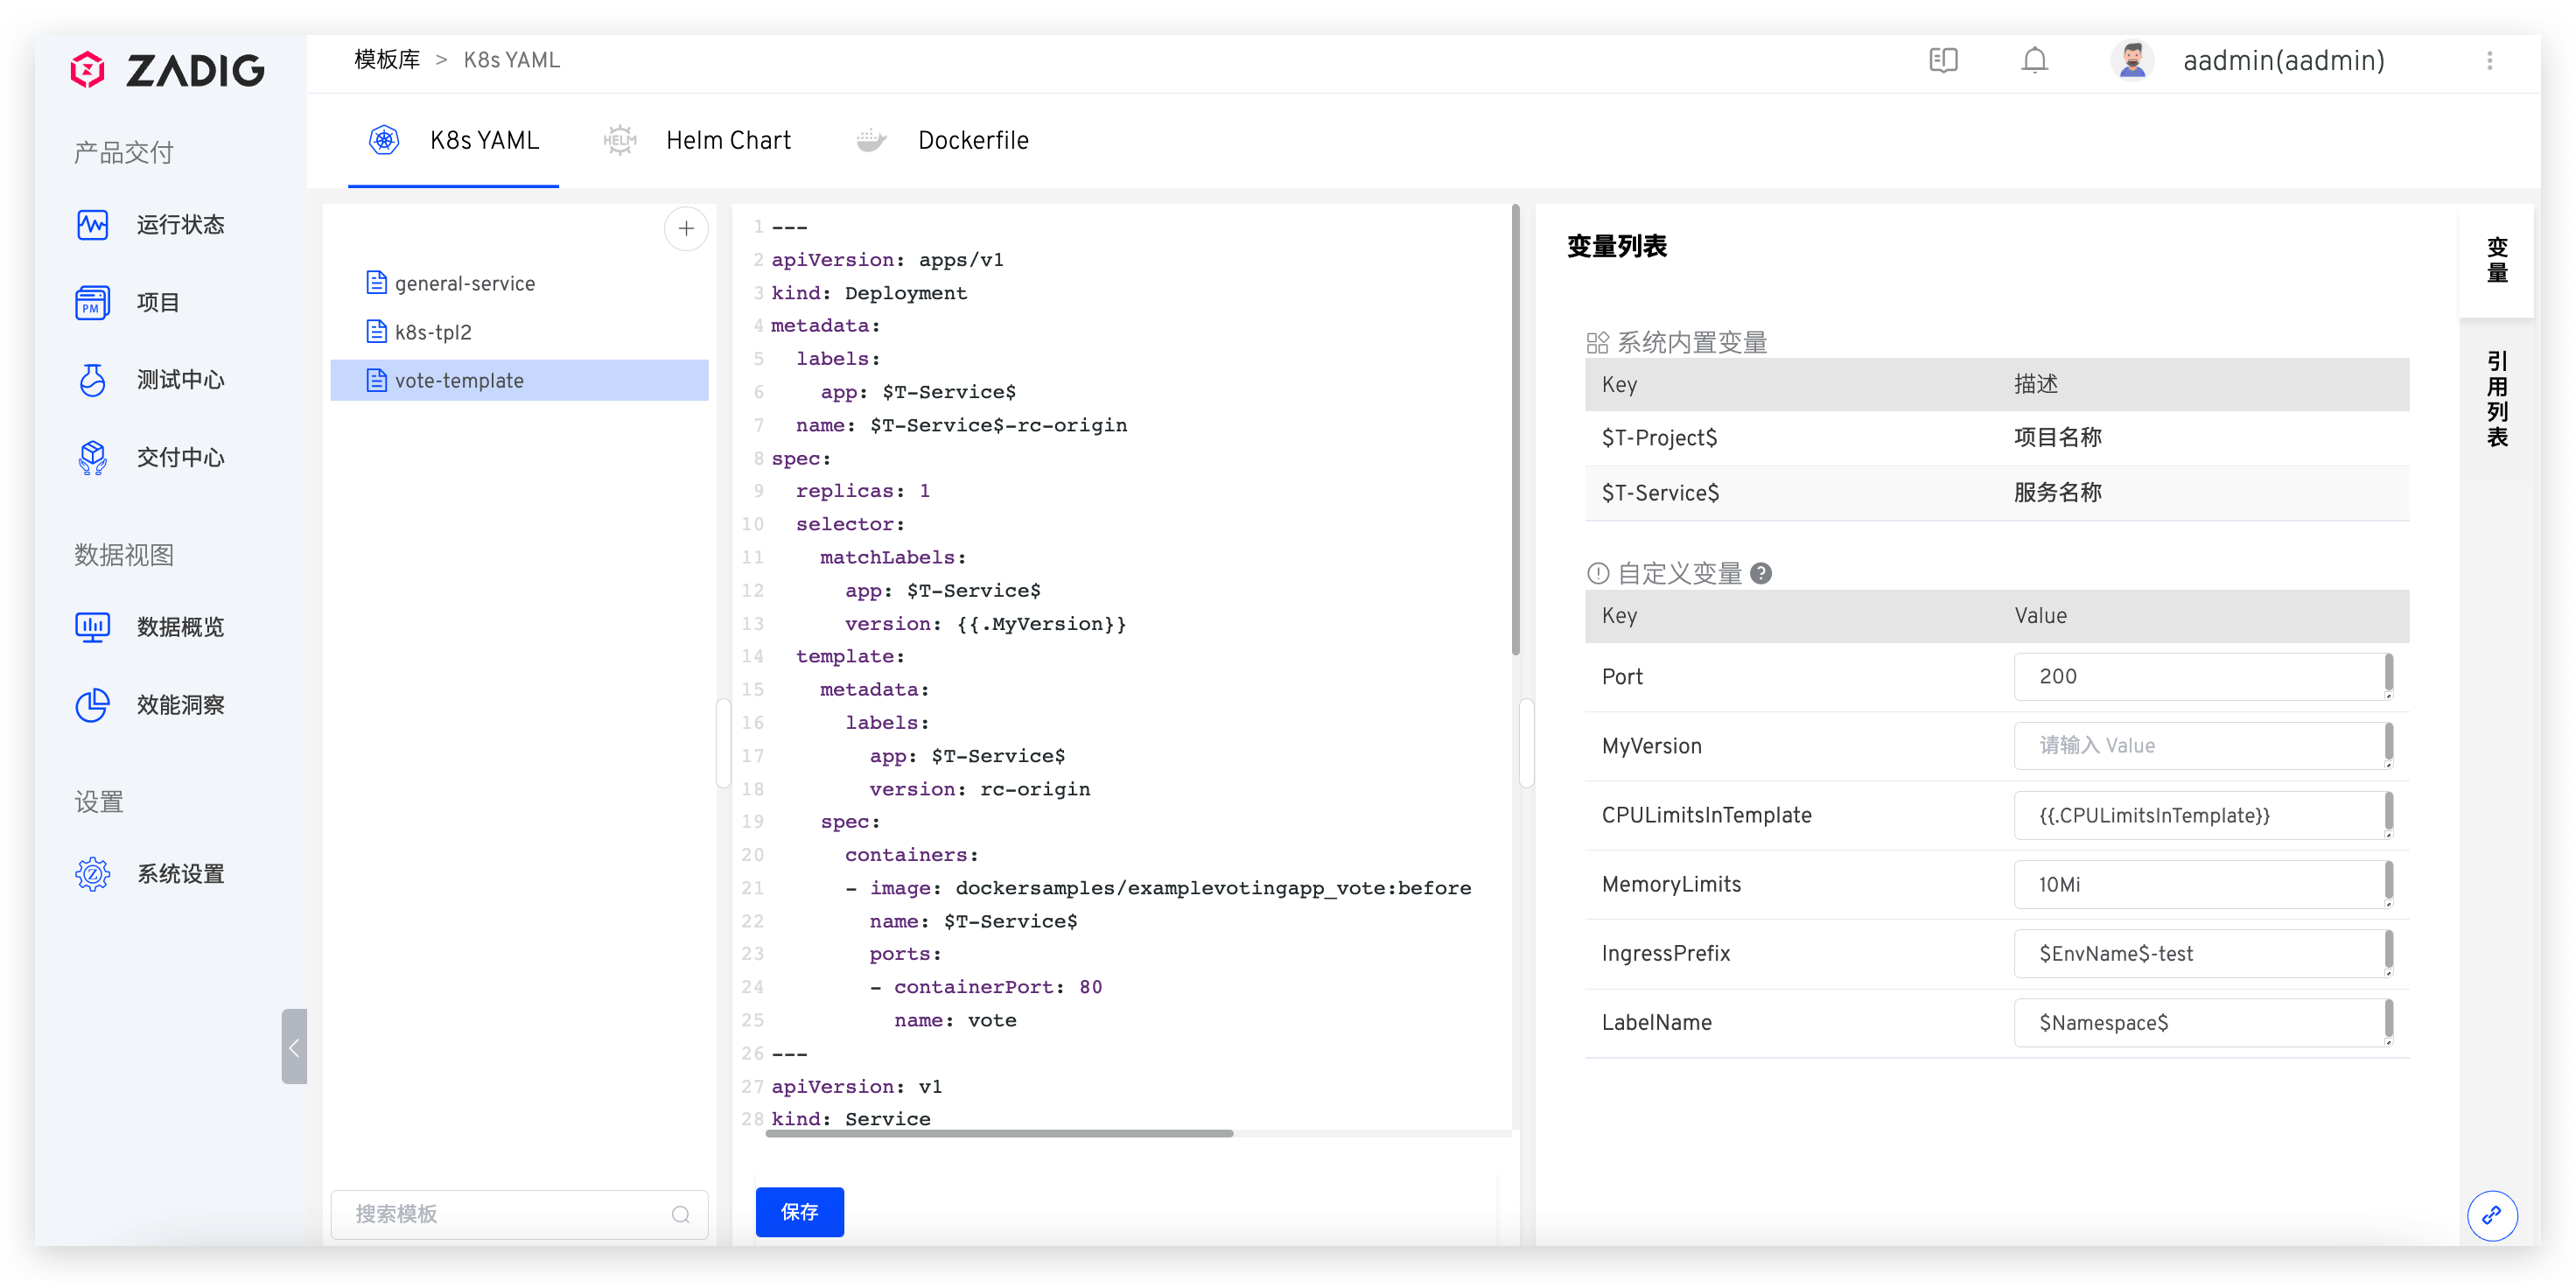 ZADIG
产品交付
运行状态
PM
项目
测试中心
交付中心
数据视图
数据概览
效能洞察
设置
系统设置
模板库 > K8s YAML
aadmin(aadmin)
K8s YAML
HELM
Helm Chart
Dockerfile
general-service
k8s-tpl2
vote-template
搜索模板
1 ---
2 apiVersion: apps/v1
3 kind: Deployment
4 metadata:
5   labels:
6     app: $T-Service$
7   name: $T-Service$-rc-origin
8 spec:
9   replicas: 1
10   selector:
11     matchLabels:
12       app: $T-Service$
13       version: {{.MyVersion}}
14   template:
15     metadata:
16       labels:
17         app: $T-Service$
18         version: rc-origin
19     spec:
20       containers:
21       - image: dockersamples/examplevotingapp_vote:before
22         name: $T-Service$
23         ports:
24         - containerPort: 80
25           name: vote
26 ---
27 apiVersion: v1
28 kind: Service
保存
变量列表
系统内置变量
Key 描述
$T-Project$ 项目名称
$T-Service$ 服务名称
自定义变量 ?
Key Value
Port 200
MyVersion 请输入 Value
CPULimitsInTemplate {{.CPULimitsInTemplate}}
MemoryLimits 10Mi
IngressPrefix $EnvName$-test
LabelName $Namespace$
变量
引用列表